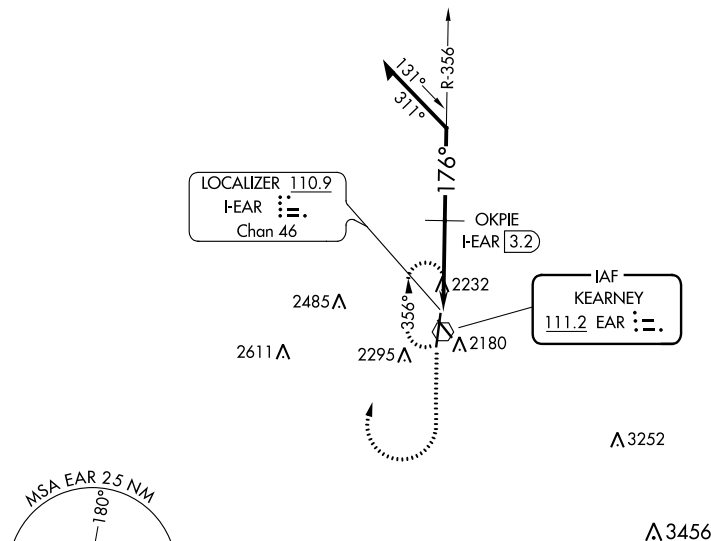 R-356
131°
311°
176°
LOCALIZER 110.9
I-EAR
Chan 46
OKPIE
I-EAR 3.2
IAF
KEARNEY
111.2 EAR
2232
2485
356°
2611
2295
2180
3252
MSA EAR 25 NM
180°
3456